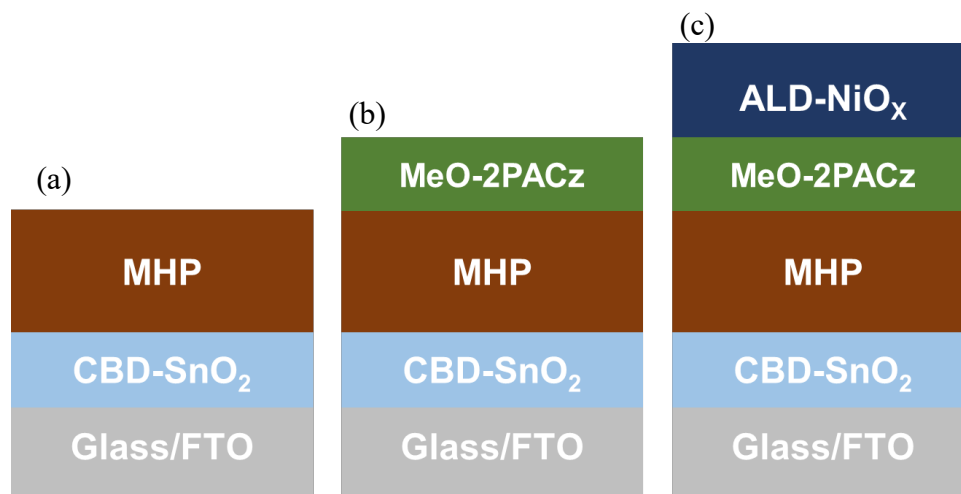 (a)
MHP
CBD-SnO₂
Glass/FTO
(b)
MeO-2PACz
MHP
CBD-SnO₂
Glass/FTO
(c)
ALD-NiOₓ
MeO-2PACz
MHP
CBD-SnO₂
Glass/FTO